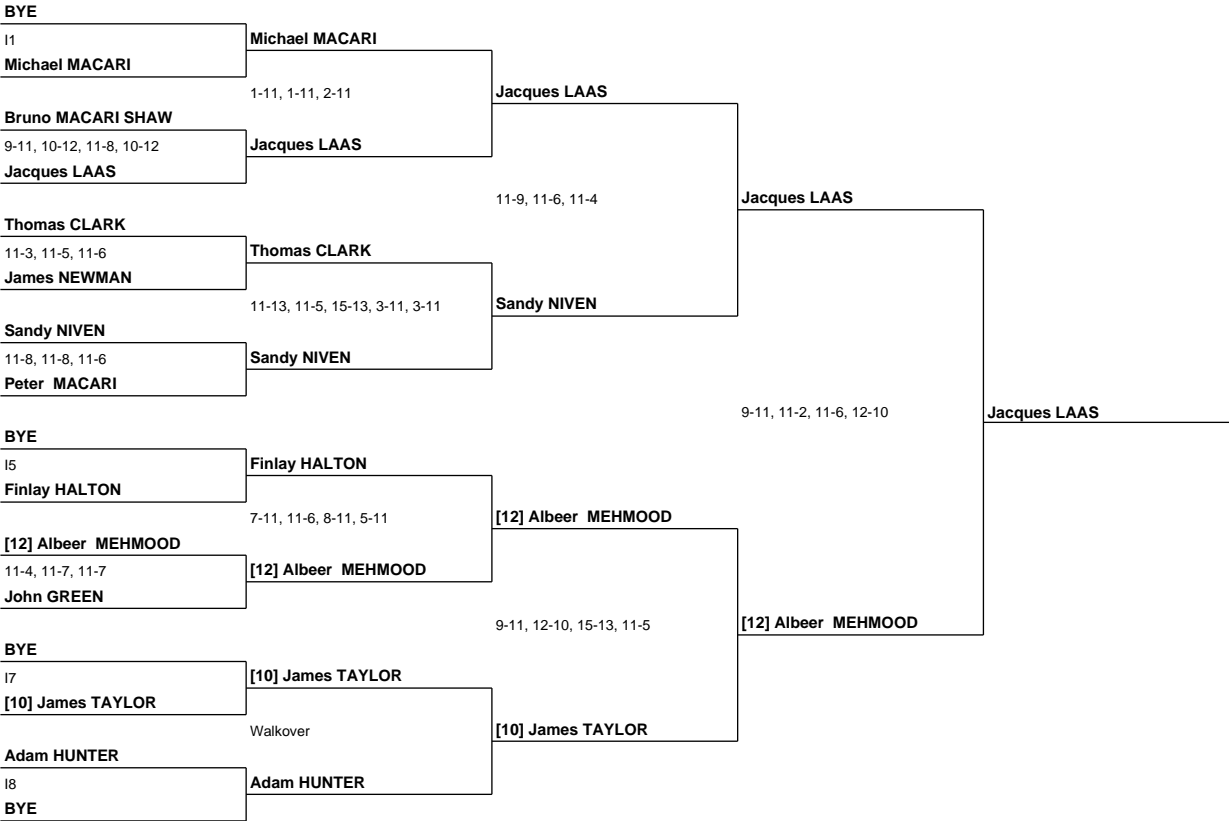 BYE
I1
Michael MACARI
Bruno MACARI SHAW
9-11, 10-12, 11-8, 10-12
Jacques LAAS
Thomas CLARK
11-3, 11-5, 11-6
James NEWMAN
Sandy NIVEN
11-8, 11-8, 11-6
Peter MACARI
BYE
I5
Finlay HALTON
[12] Albeer MEHMOOD
11-4, 11-7, 11-7
John GREEN
BYE
I7
[10] James TAYLOR
Adam HUNTER
I8
BYE
Michael MACARI
1-11, 1-11, 2-11
Jacques LAAS
Thomas CLARK
11-13, 11-5, 15-13, 3-11, 3-11
Sandy NIVEN
Finlay HALTON
7-11, 11-6, 8-11, 5-11
[12] Albeer MEHMOOD
[10] James TAYLOR
Walkover
Adam HUNTER
Jacques LAAS
11-9, 11-6, 11-4
Sandy NIVEN
[12] Albeer MEHMOOD
9-11, 12-10, 15-13, 11-5
[10] James TAYLOR
Jacques LAAS
9-11, 11-2, 11-6, 12-10
[12] Albeer MEHMOOD
Jacques LAAS